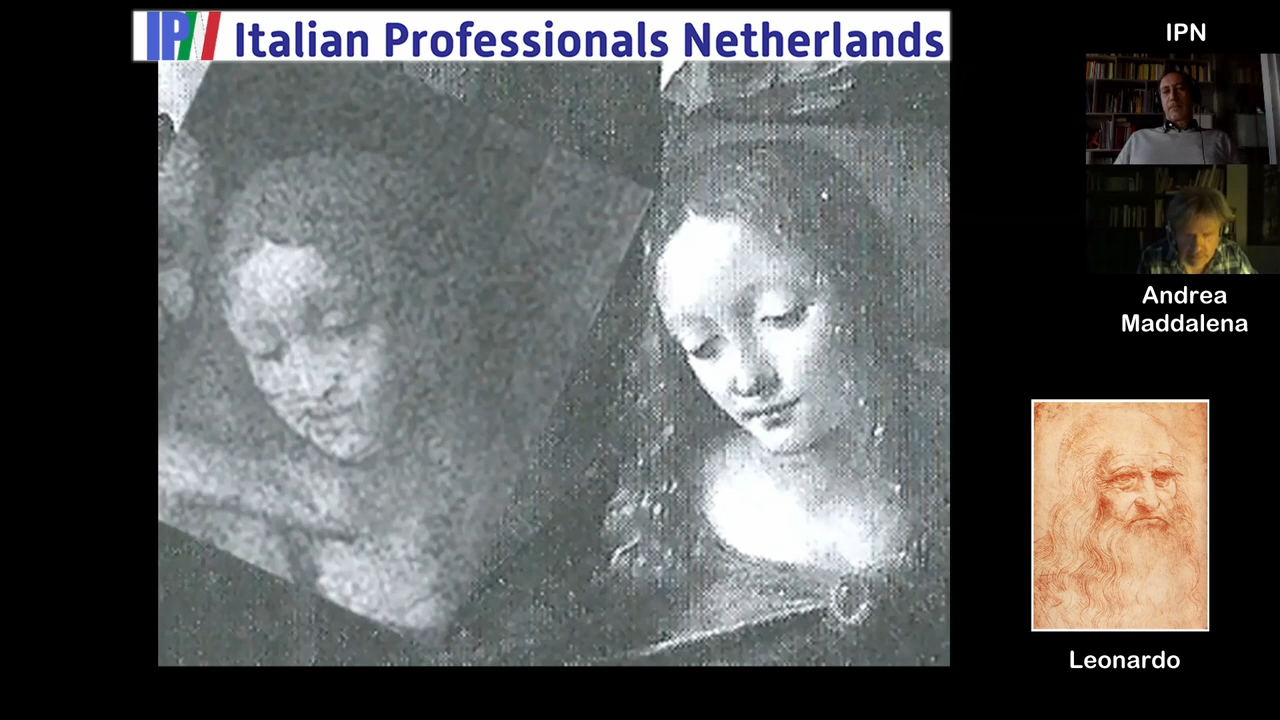 IPN Italian Professionals Netherlands
IPN
Andrea
Maddalena
Leonardo